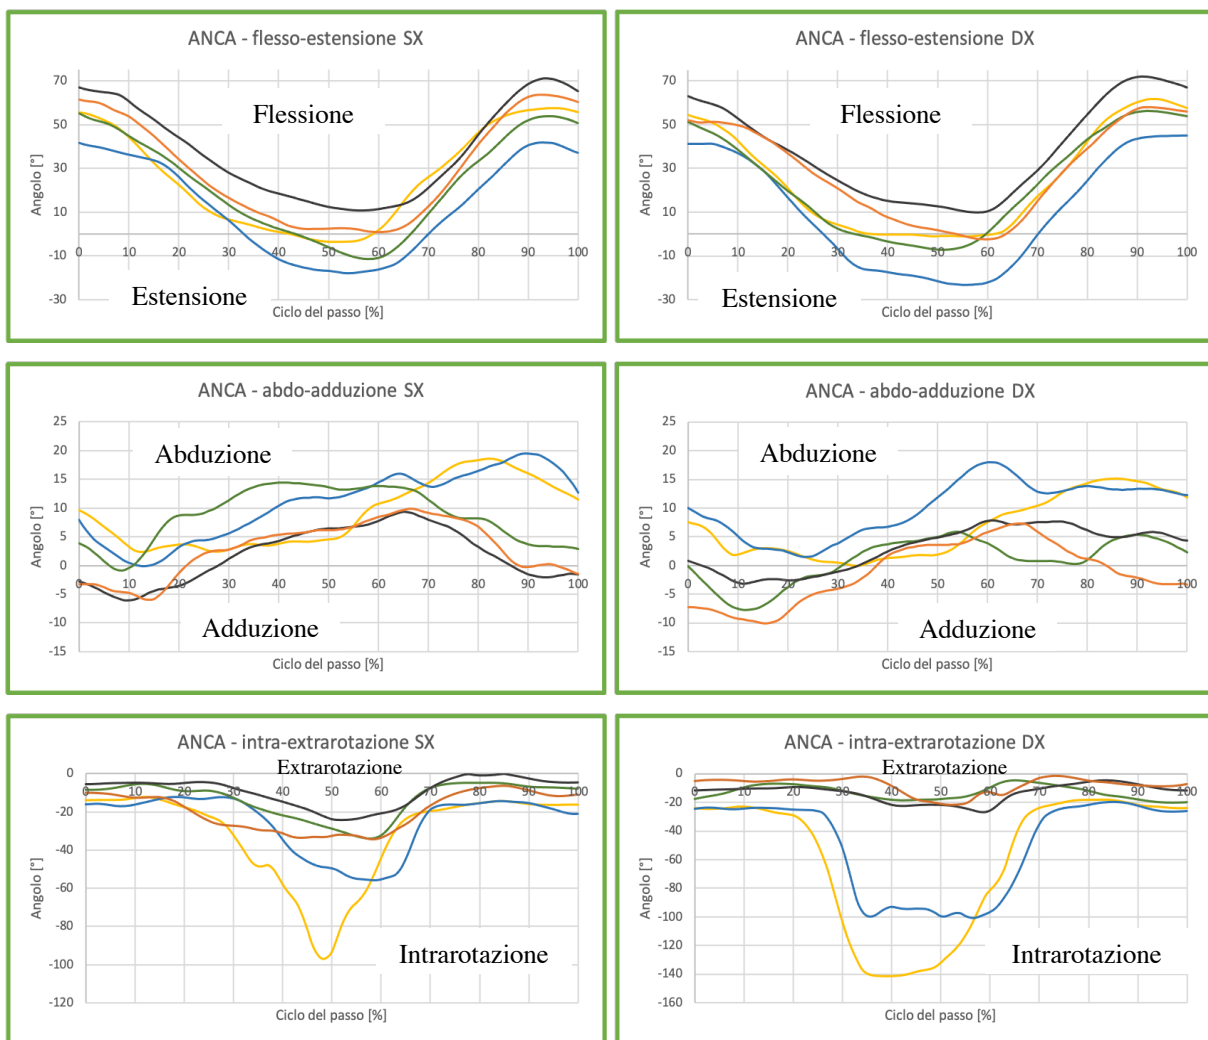 ANCA - flesso-estensione SX
70
50
30
10
-10
-30
Angolo [°]
Flessione
Estensione
0 10 20 30 40 50 60 70 80 90 100
Ciclo del passo [%]
ANCA - flesso-estensione DX
70
50
30
10
-10
-30
Angolo [°]
Flessione
Estensione
0 10 20 30 40 50 60 70 80 90 100
Ciclo del passo [%]
ANCA - abdo-adduzione SX
25
20
15
10
5
0
-5
-10
-15
Angolo [°]
Abduzione
0 10 20 30 40 50 60 70 80 90 100
Adduzione
Ciclo del passo [%]
ANCA - abdo-adduzione DX
25
20
15
10
5
0
-5
-10
-15
Angolo [°]
Abduzione
0 10 20 30 40 50 60 70 80 90 100
Adduzione
Ciclo del passo [%]
ANCA - intra-extrarotazione SX
Extrarotazione
0
-20
-40
-60
-80
-100
-120
Angolo [°]
0 10 20 30 40 50 60 70 80 90 100
Intrarotazione
Ciclo del passo [%]
ANCA - intra-extrarotazione DX
Extrarotazione
0
-20
-40
-60
-80
-100
-120
-140
-160
Angolo [°]
0 10 20 30 40 50 60 70 80 90 100
Intrarotazione
Ciclo del passo [%]